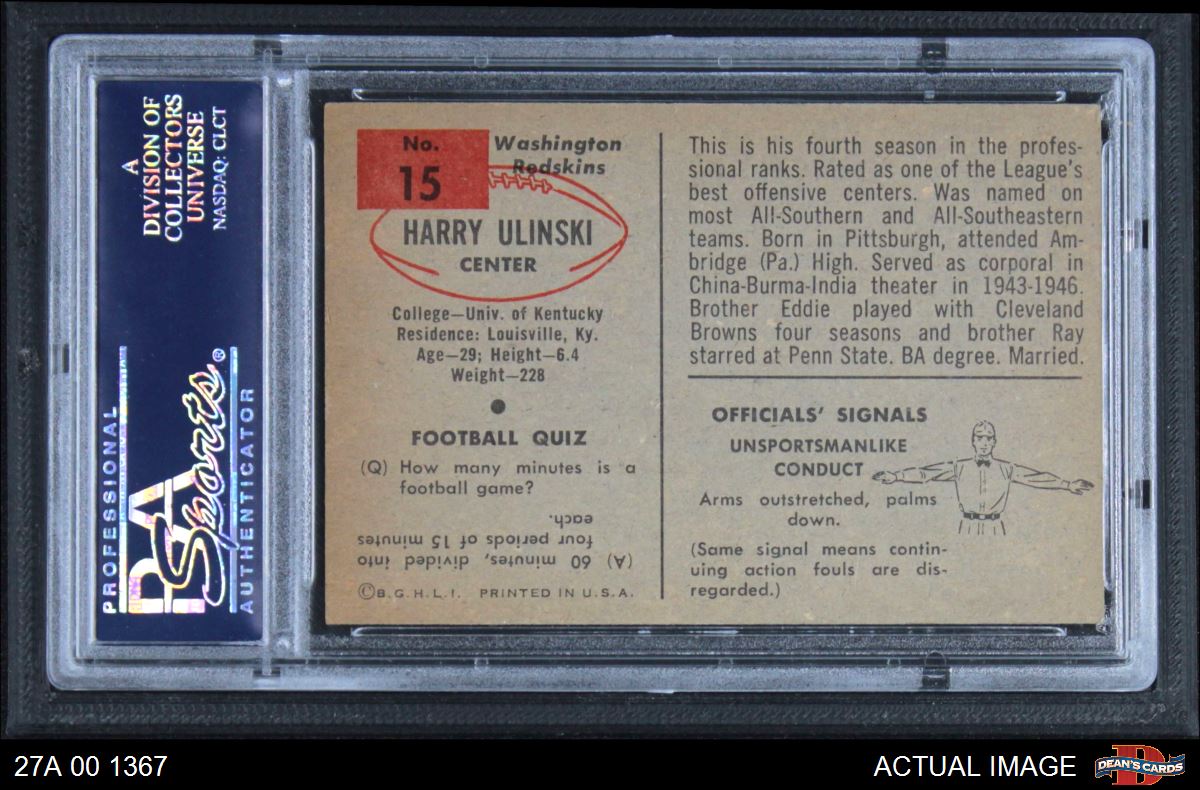 A
DIVISION OF
COLLECTORS
UNIVERSE
NASDAQ: CLCT
PROFESSIONAL
PSA
Sports®
AUTHENTICATOR
No.
15
Washington
Redskins
HARRY ULINSKI
CENTER
College—Univ. of Kentucky
Residence: Louisville, Ky.
Age—29; Height—6.4
Weight—228
FOOTBALL QUIZ
(Q) How many minutes is a
football game?
(A) 60 minutes, divided into
four periods of 15 minutes
each.
©B.G.H.L.I. PRINTED IN U.S.A.
This is his fourth season in the profes-
sional ranks. Rated as one of the League's
best offensive centers. Was named on
most All-Southern and All-Southeastern
teams. Born in Pittsburgh, attended Am-
bridge (Pa.) High. Served as corporal in
China-Burma-India theater in 1943-1946.
Brother Eddie played with Cleveland
Browns four seasons and brother Ray
starred at Penn State. BA degree. Married.
OFFICIALS' SIGNALS
UNSPORTSMANLIKE
CONDUCT
Arms outstretched, palms
down.
(Same signal means contin-
uing action fouls are dis-
regarded.)
27A 00 1367
ACTUAL IMAGE
DEAN'S CARDS